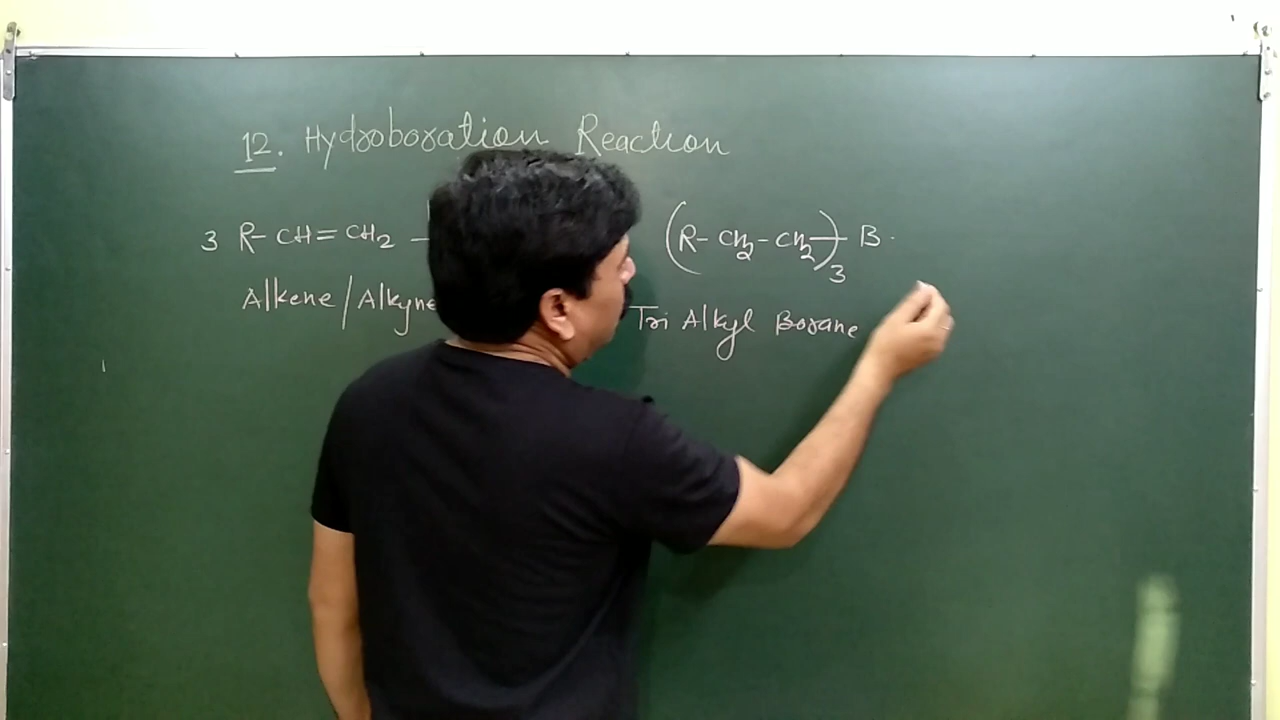 12. Hydroboration Reaction
3 R-CH=CH2 — (R-CH2-CH2)3 B.
Alkene/Alkyne Tri Alkyl Borane